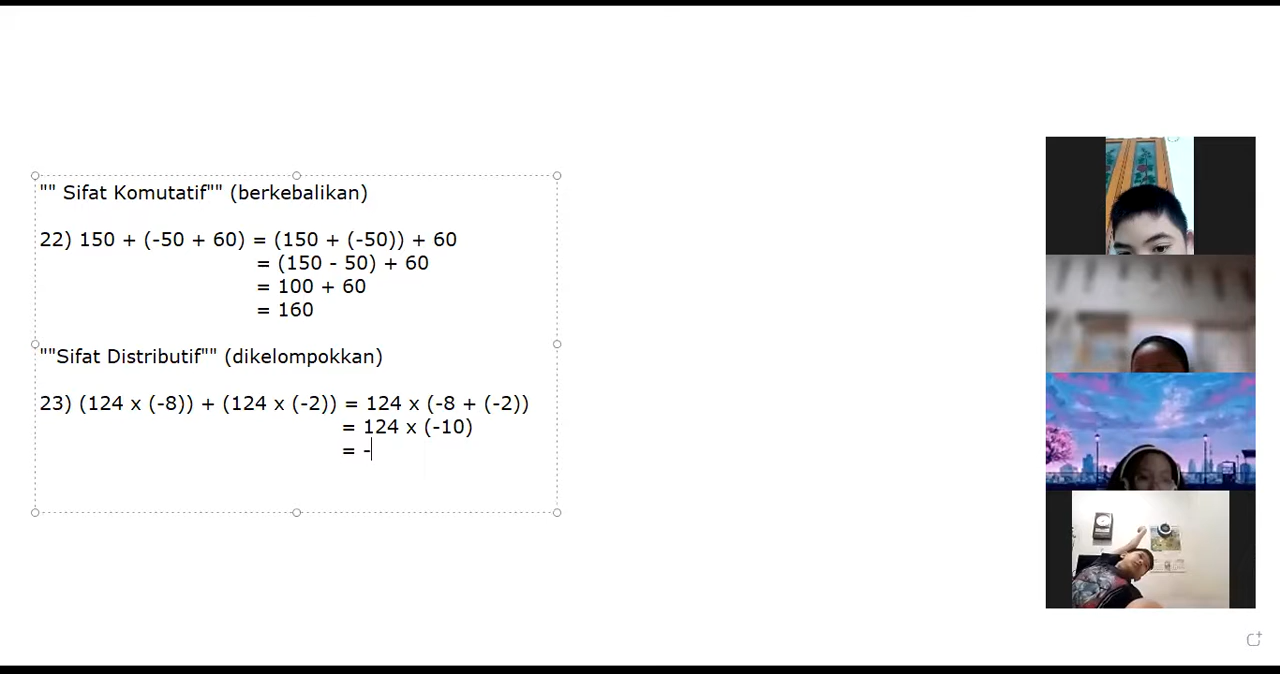 "" Sifat Komutatif"" (berkebalikan)
22) 150 + (-50 + 60) = (150 + (-50)) + 60
= (150 - 50) + 60
= 100 + 60
= 160
""Sifat Distributif"" (dikelompokkan)
23) (124 x (-8)) + (124 x (-2)) = 124 x (-8 + (-2))
= 124 x (-10)
= -